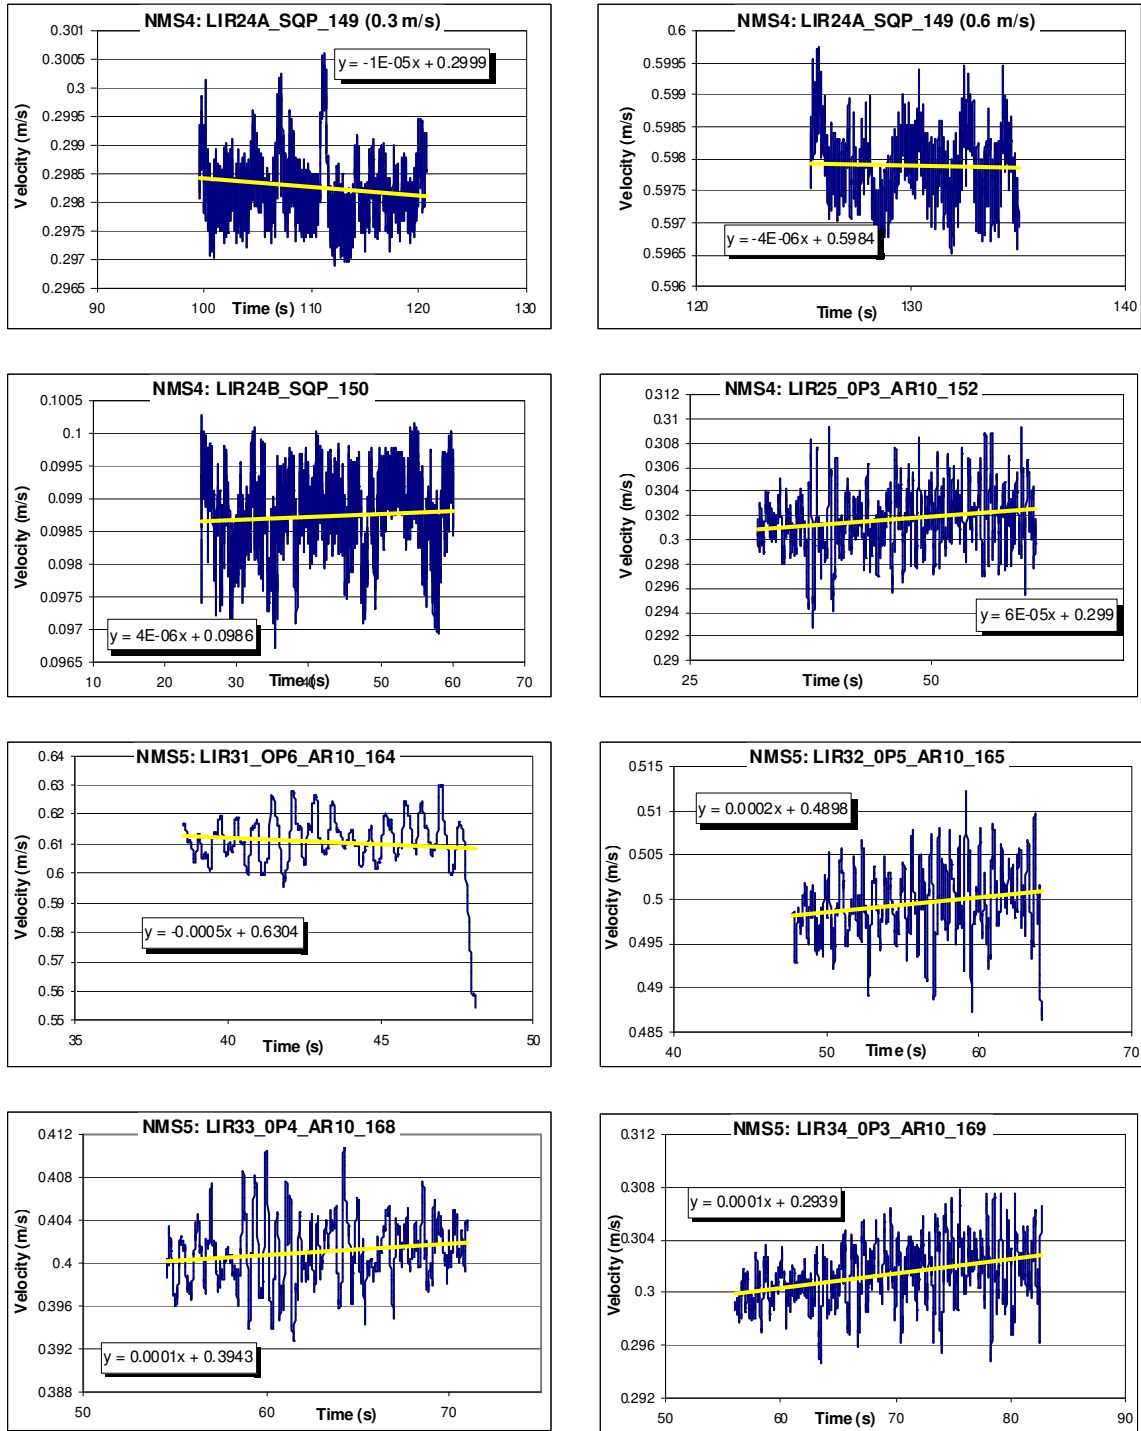 NMS4: LIR24A_SQP_149 (0.3 m/s)
0.301
0.3005
0.3
0.2995
0.299
0.2985
0.298
0.2975
0.297
0.2965
Velocity (m/s)
y = -1E-05x + 0.2999
90 100 110 120 130
Time (s)
NMS4: LIR24A_SQP_149 (0.6 m/s)
0.6
0.5995
0.599
0.5985
0.598
0.5975
0.597
0.5965
0.596
Velocity (m/s)
y = -4E-06x + 0.5984
120 130 140
Time (s)
NMS4: LIR24B_SQP_150
0.1005
0.1
0.0995
0.099
0.0985
0.098
0.0975
0.097
0.0965
Velocity (m/s)
y = 4E-06x + 0.0986
10 20 30 40 50 60 70
Time (s)
NMS4: LIR25_0P3_AR10_152
0.312
0.31
0.308
0.306
0.304
0.302
0.3
0.298
0.296
0.294
0.292
0.29
Velocity (m/s)
y = 6E-05x + 0.299
25 50
Time (s)
NMS5: LIR31_OP6_AR10_164
0.64
0.63
0.62
0.61
0.6
0.59
0.58
0.57
0.56
0.55
Velocity (m/s)
y = -0.0005x + 0.6304
35 40 45 50
Time (s)
NMS5: LIR32_0P5_AR10_165
0.515
0.51
0.505
0.5
0.495
0.49
0.485
Velocity (m/s)
y = 0.0002x + 0.4898
40 50 60 70
Time (s)
NMS5: LIR33_0P4_AR10_168
0.412
0.408
0.404
0.4
0.396
0.392
0.388
Velocity (m/s)
y = 0.0001x + 0.3943
50 60 70
Time (s)
NMS5: LIR34_0P3_AR10_169
0.312
0.308
0.304
0.3
0.296
0.292
Velocity (m/s)
y = 0.0001x + 0.2939
50 60 70 80 90
Time (s)